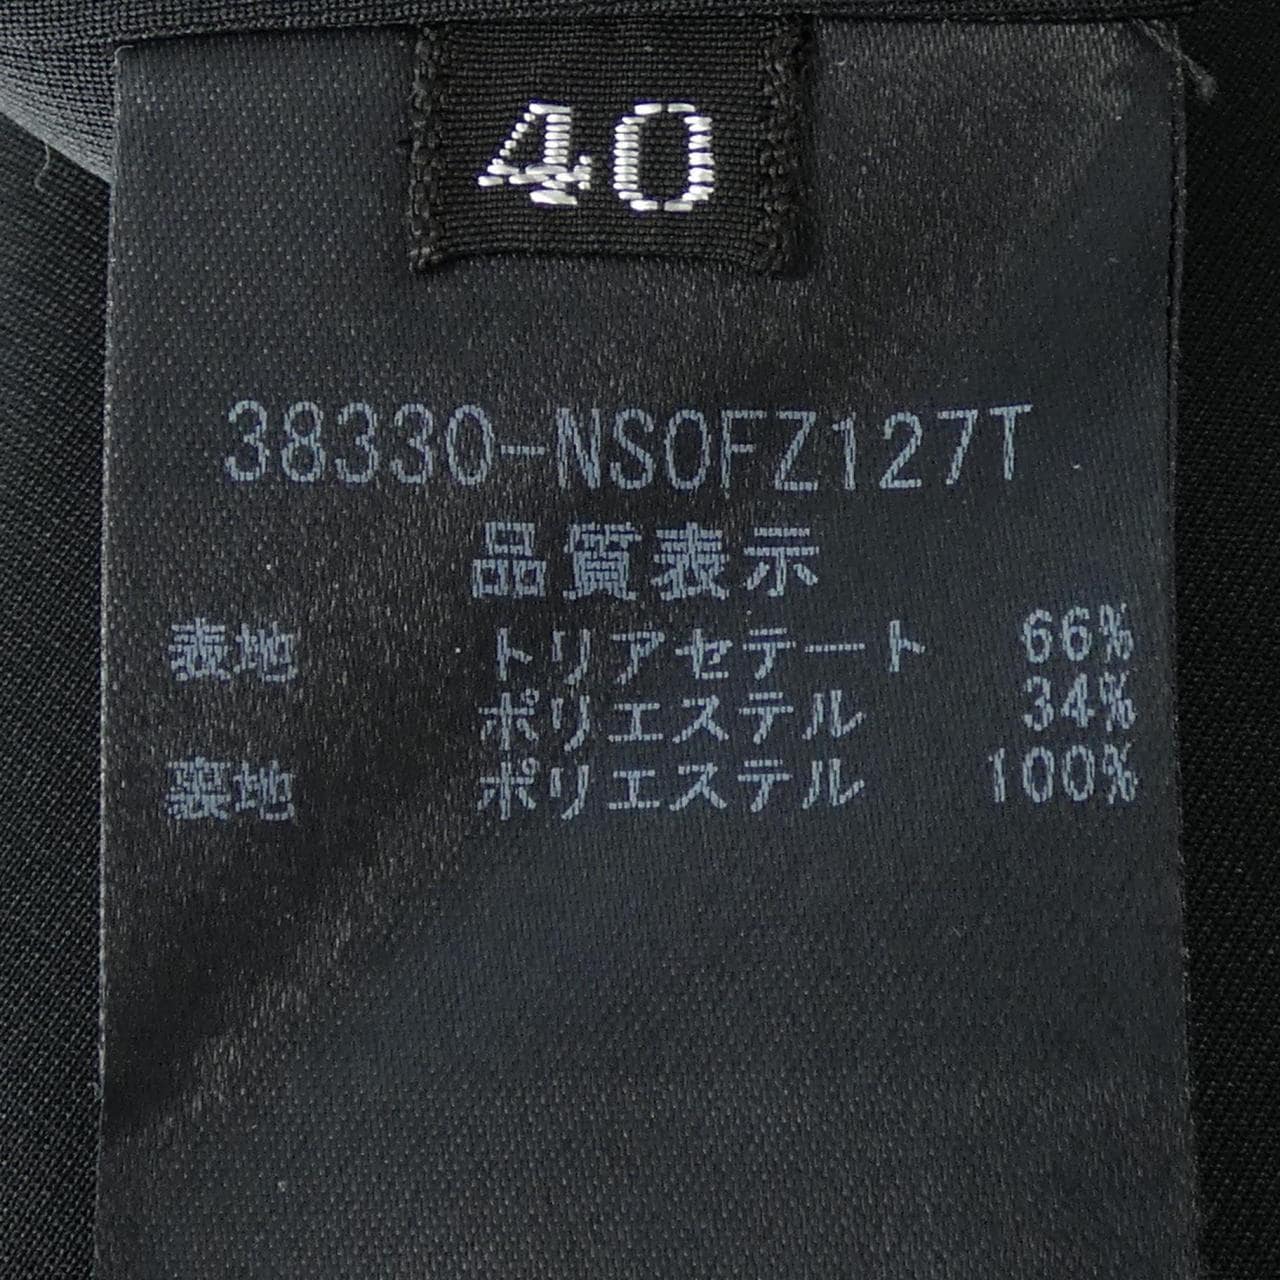 40
38330-NSOFZ127T
品質表示
表地 トリアセテート 66%
ポリエステル 34%
裏地 ポリエステル 100%